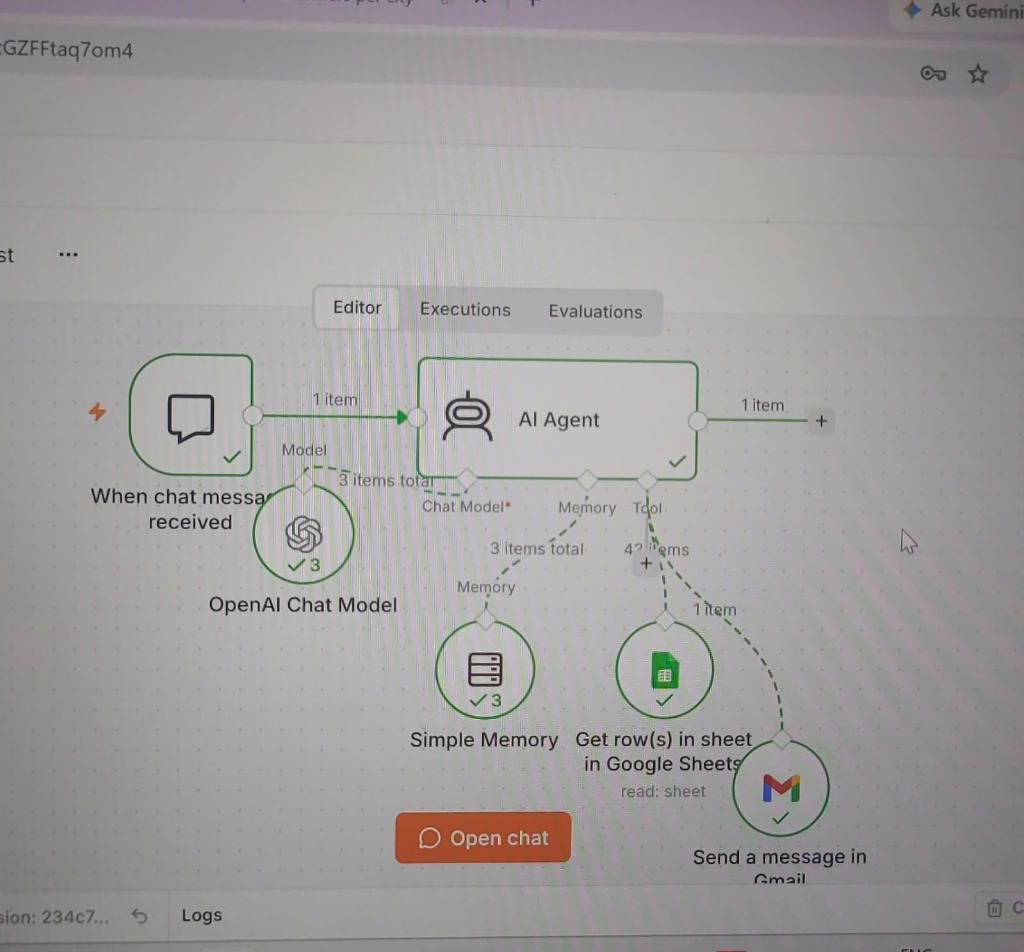 Ask Gemini
GZFFtaq7om4
st
...
Editor
Executions
Evaluations
1 item
AI Agent
1 item
Model
3 items total
When chat messa
received
Chat Model*
Memory
Tool
3
3 items total
items
+
OpenAI Chat Model
Memory
1 item
3
Simple Memory
Get row(s) in sheet
in Google Sheets
read: sheet
Open chat
Send a message in
Gmail
sion: 234c7...
Logs
C